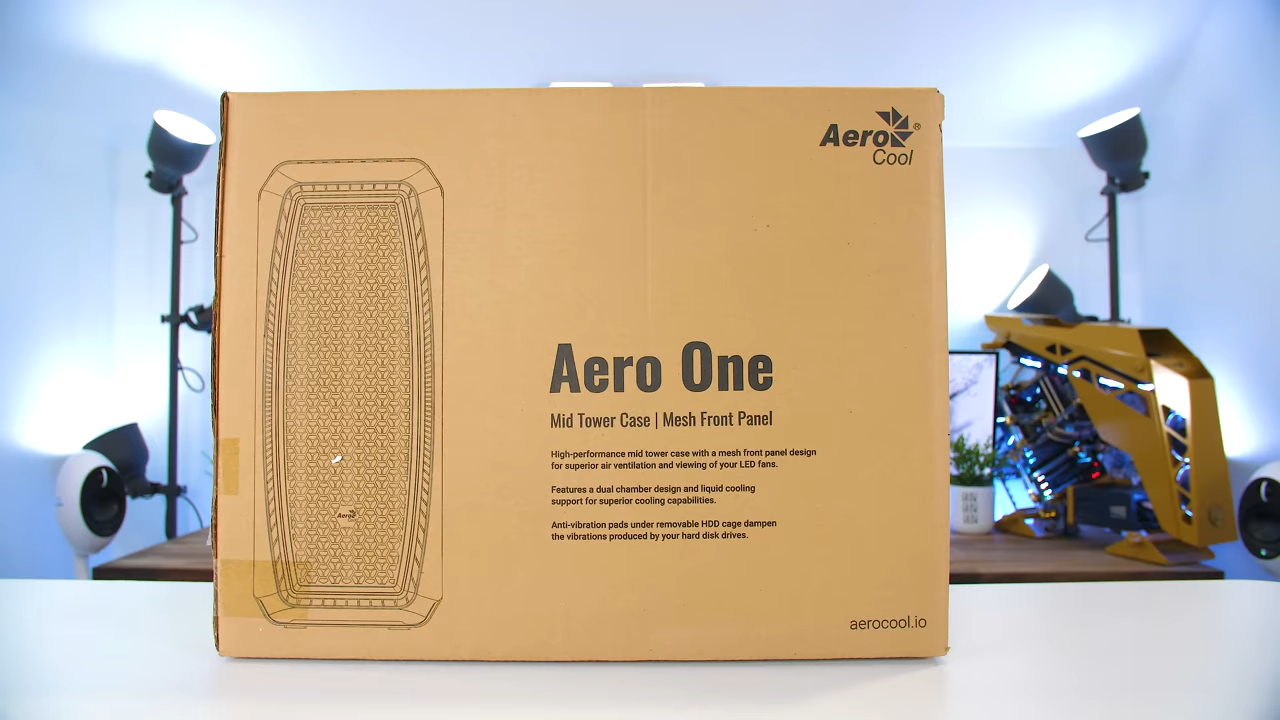 Aero
Cool
Aero One
Mid Tower Case | Mesh Front Panel
High-performance mid tower case with a mesh front panel design
for superior air ventilation and viewing of your LED fans.
Features a dual chamber design and liquid cooling
support for superior cooling capabilities.
Anti-vibration pads under removable HDD cage dampen
the vibrations produced by your hard disk drives.
Aero
aerocool.io